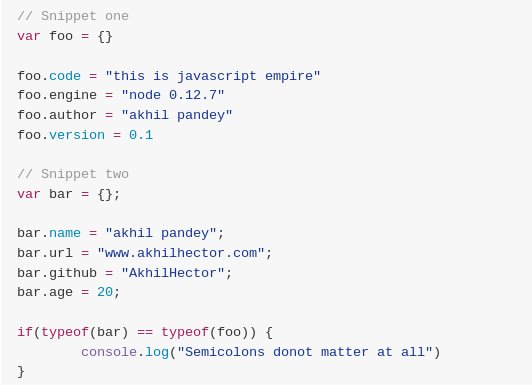 // Snippet one
var foo = {}

foo.code = "this is javascript empire"
foo.engine = "node 0.12.7"
foo.author = "akhil pandey"
foo.version = 0.1

// Snippet two
var bar = {};

bar.name = "akhil pandey";
bar.url = "www.akhilhector.com";
bar.github = "AkhilHector";
bar.age = 20;

if(typeof(bar) == typeof(foo)) {
        console.log("Semicolons donot matter at all")
}